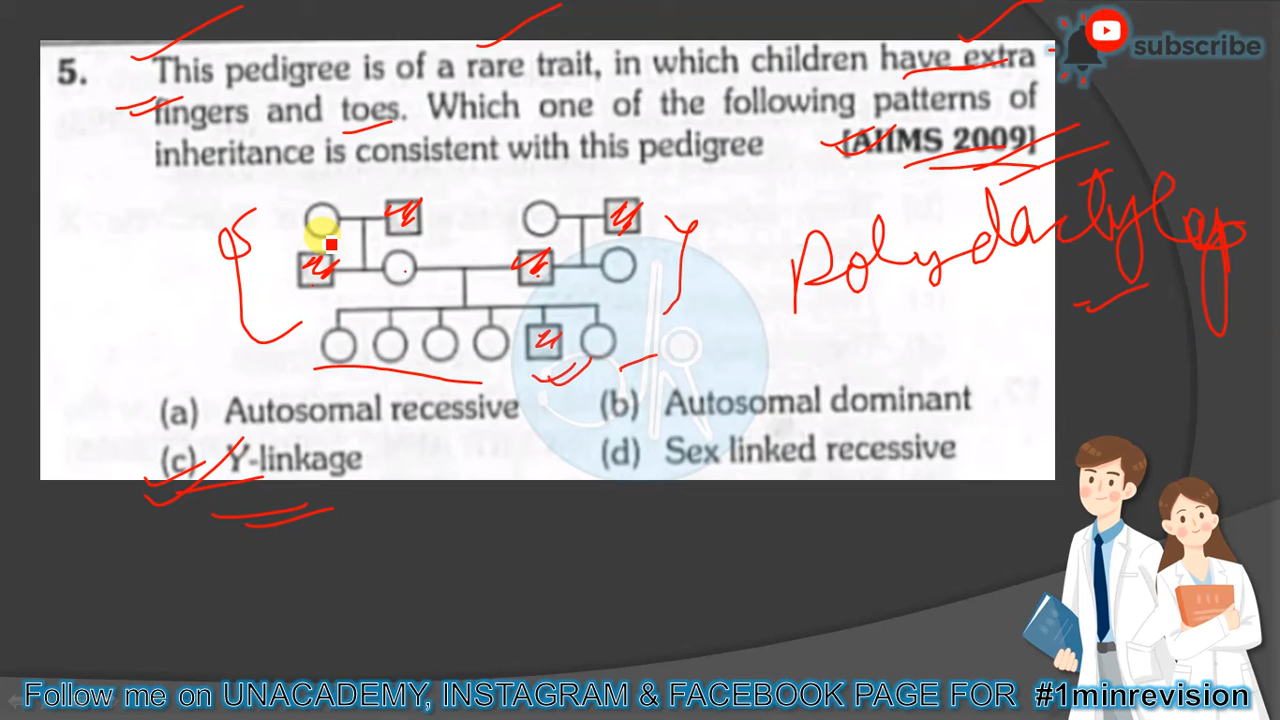 subscribe
5. This pedigree is of a rare trait, in which children have extra
fingers and toes. Which one of the following patterns of
inheritance is consistent with this pedigree [AIIMS 2009]
(a) Autosomal recessive (b) Autosomal dominant
(c) Y-linkage (d) Sex linked recessive
Follow me on UNACADEMY, INSTAGRAM & FACEBOOK PAGE FOR #1minrevision